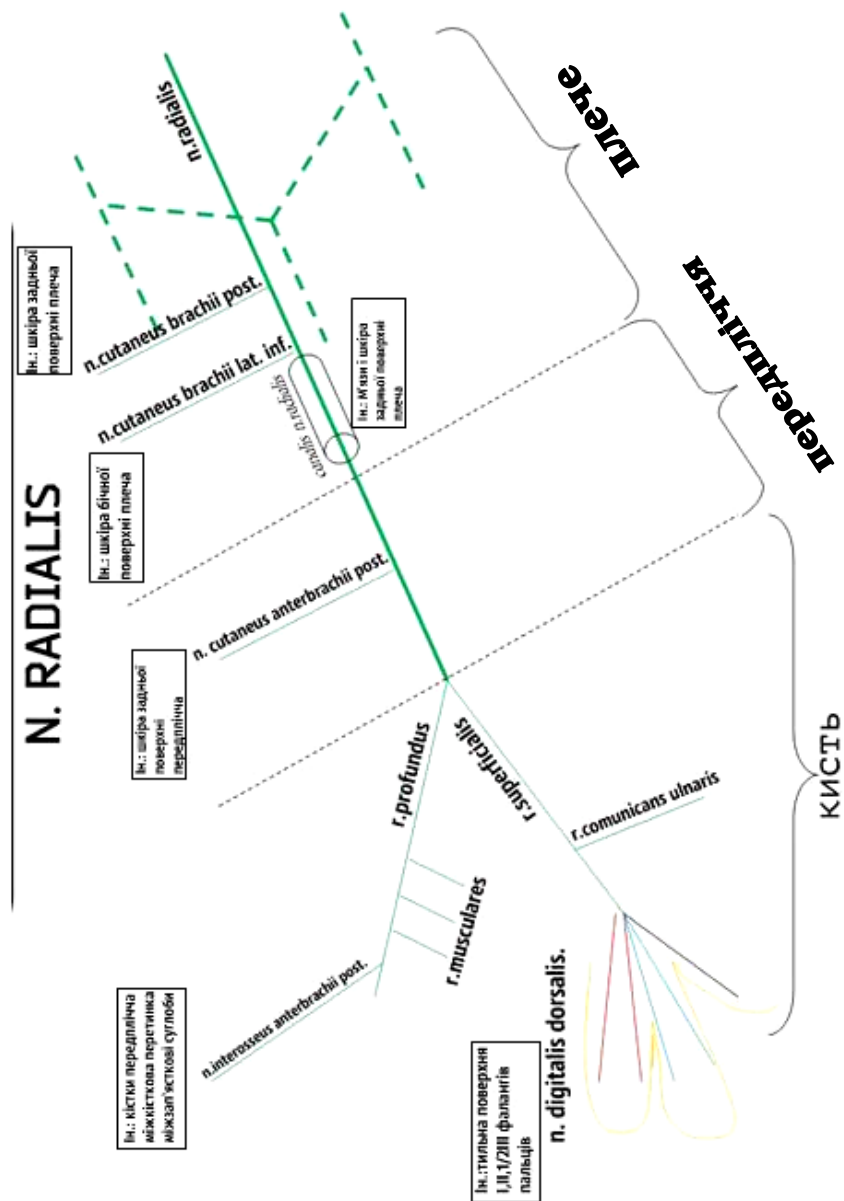 N. RADIALIS
n.radialis
плече
передпліччя
кисть
Ін.: шкіра задньої
поверхні плеча
n.cutaneus brachii post.
n.cutaneus brachii lat. inf.
canalis n.radialis
Ін.: М'язи і шкіра
задньої поверхні
плеча
Ін.: шкіра бічної
поверхні плеча
n. cutaneus anterbrachii post.
Ін.: шкіра задньої
поверхні
передплічча
r.profundus
r.superficialis
r.comunicans ulnaris
r.musculares
n.interosseus anterbrachii post.
Ін.: кістки передплічча
міжкісткова перетинка
міжзап'ясткові суглоби
n. digitalis dorsalis.
Ін.:тильна поверхня
I,II,1/2III фалангів
пальців